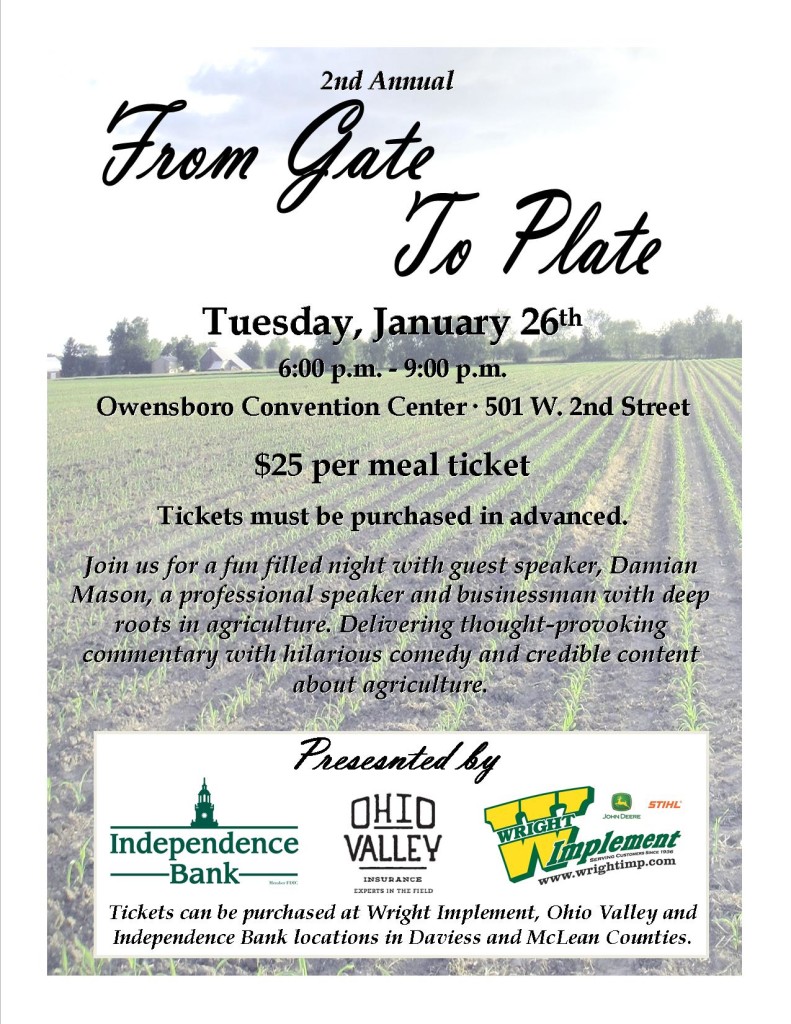 2nd Annual
From Gate
To Plate
Tuesday, January 26th
6:00 p.m. - 9:00 p.m.
Owensboro Convention Center · 501 W. 2nd Street
$25 per meal ticket
Tickets must be purchased in advanced.
Join us for a fun filled night with guest speaker, Damian
Mason, a professional speaker and businessman with deep
roots in agriculture. Delivering thought-provoking
commentary with hilarious comedy and credible content
about agriculture.
Presesnted by
Independence
Bank
Member FDIC
OHIO
VALLEY
INSURANCE
EXPERTS IN THE FIELD
W
WRIGHT
Implement
SERVING CUSTOMERS SINCE 1936
www.wrightimp.com
JOHN DEERE
STIHL
Tickets can be purchased at Wright Implement, Ohio Valley and
Independence Bank locations in Daviess and McLean Counties.